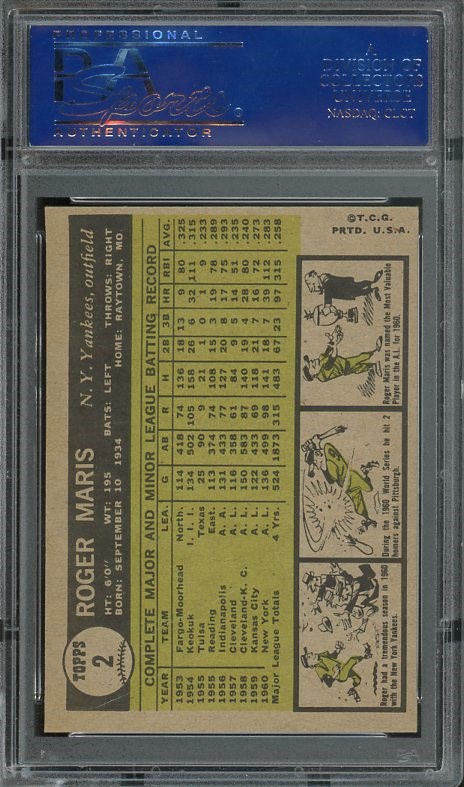 PROFESSIONAL
PSA
Sports
AUTHENTICATOR
A
DIVISION OF
COLLECTORS
UNIVERSE
NASDAQ: CLCT
TOPPS
2
ROGER MARIS N. Y. Yankees, outfield
HT: 6'0" WT: 195 BATS: LEFT THROWS: RIGHT
BORN: SEPTEMBER 10 1934 HOME: RAYTOWN, MO
COMPLETE MAJOR AND MINOR LEAGUE BATTING RECORD
YEAR TEAM LEA. G AB R H 2B 3B HR RBI AVG.
1953 Fargo-Moorhead North. 114 418 74 136 18 13 9 80 .325
1954 Keokuk I. I. I. 134 502 105 158 26 6 32 111 .315
1955 Tulsa Texas 25 90 9 21 1 0 1 9 .233
1955 Reading East. 113 374 74 108 15 3 19 78 .289
1956 Indianapolis A. A. 131 433 77 127 20 8 17 75 .293
1957 Cleveland A. L. 116 358 61 84 9 5 14 51 .235
1958 Cleveland-K. C. A. L. 150 583 87 140 19 4 28 80 .240
1959 Kansas City A. L. 122 433 69 118 21 7 16 72 .273
1960 New York A. L. 136 499 98 141 18 7 39 112 .283
Major League Totals 4 Yrs. 524 1873 315 483 67 23 97 315 .258
Roger had a tremendous season in 1960
with the New York Yankees.
During the 1960 World Series he hit 2
homers against Pittsburgh.
Roger Maris was named the Most Valuable
Player in the A.L. for 1960.
©T.C.G.
PRTD. U.S.A.